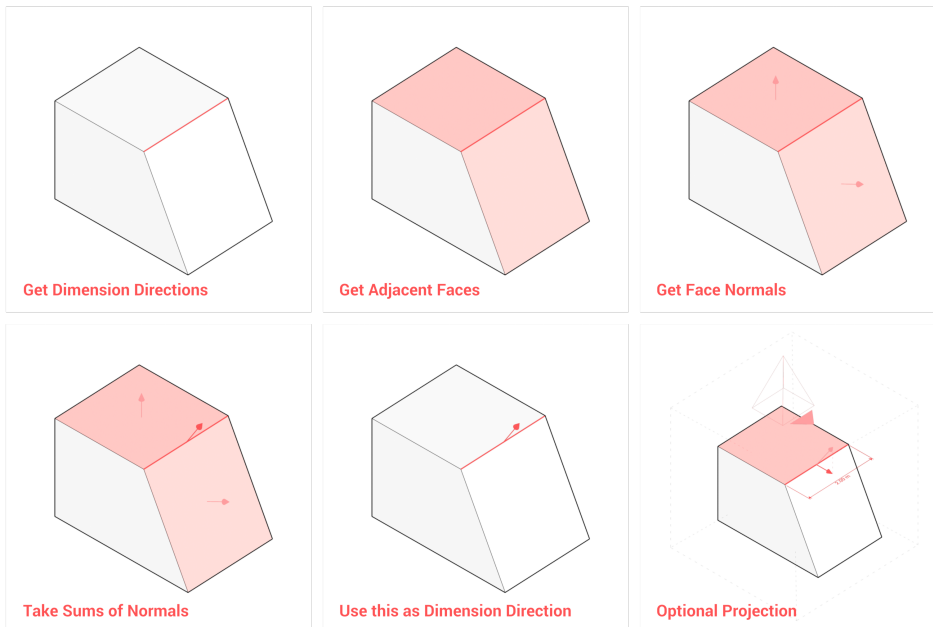 Get Dimension Directions
Get Adjacent Faces
Get Face Normals
Take Sums of Normals
Use this as Dimension Direction
Optional Projection